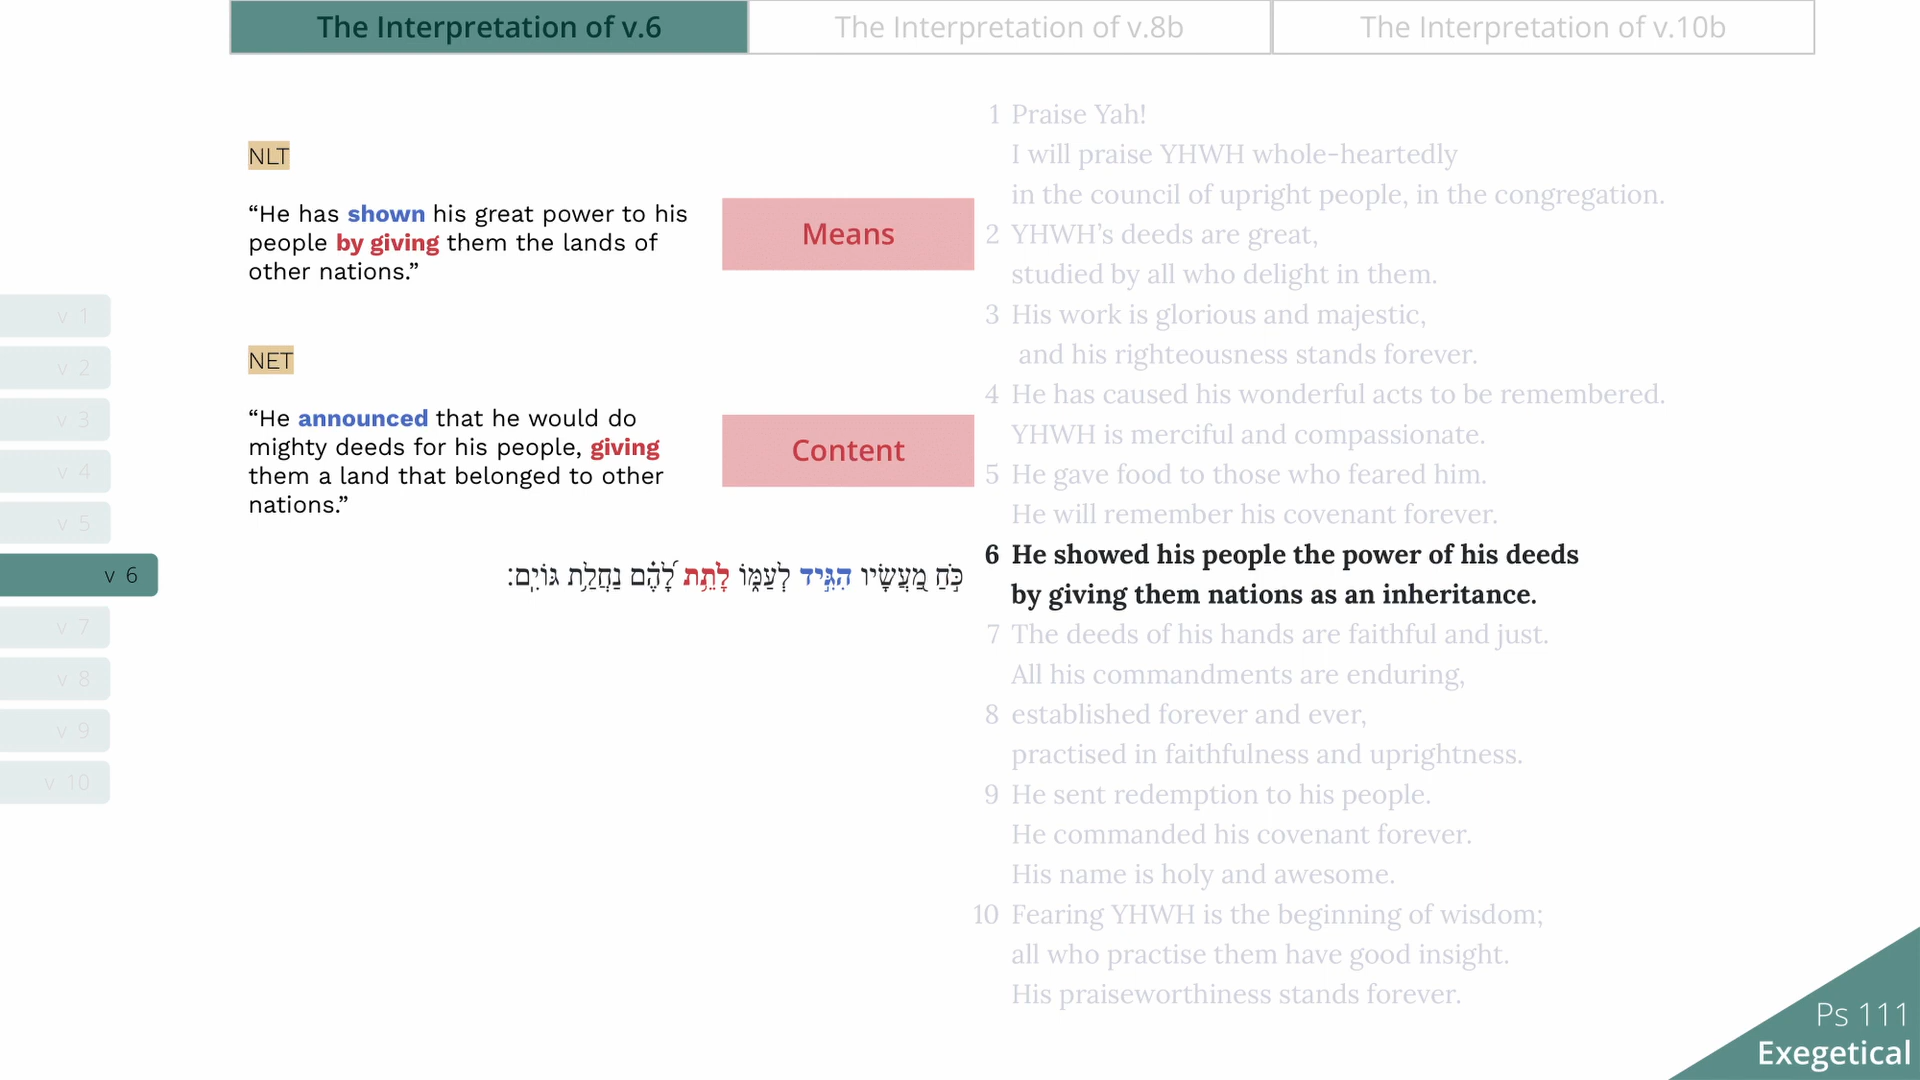 The Interpretation of v.6
The Interpretation of v.8b
The Interpretation of v.10b
NLT
“He has shown his great power to his
people by giving them the lands of
other nations.”
Means
NET
“He announced that he would do
mighty deeds for his people, giving
them a land that belonged to other
nations.”
Content
כֹּ֣חַ מַ֭עֲשָׂיו הִגִּ֣יד לְעַמּ֑וֹ לָתֵ֥ת לָ֝הֶ֗ם נַחֲלַ֥ת גּוֹיִֽם׃
v 1
v 2
v 3
v 4
v 5
v 6
v 7
v 8
v 9
v 10
1 Praise Yah!
I will praise YHWH whole-heartedly
in the council of upright people, in the congregation.
2 YHWH’s deeds are great,
studied by all who delight in them.
3 His work is glorious and majestic,
and his righteousness stands forever.
4 He has caused his wonderful acts to be remembered.
YHWH is merciful and compassionate.
5 He gave food to those who feared him.
He will remember his covenant forever.
6 He showed his people the power of his deeds
by giving them nations as an inheritance.
7 The deeds of his hands are faithful and just.
All his commandments are enduring,
8 established forever and ever,
practised in faithfulness and uprightness.
9 He sent redemption to his people.
He commanded his covenant forever.
His name is holy and awesome.
10 Fearing YHWH is the beginning of wisdom;
all who practise them have good insight.
His praiseworthiness stands forever.
Ps 111
Exegetical